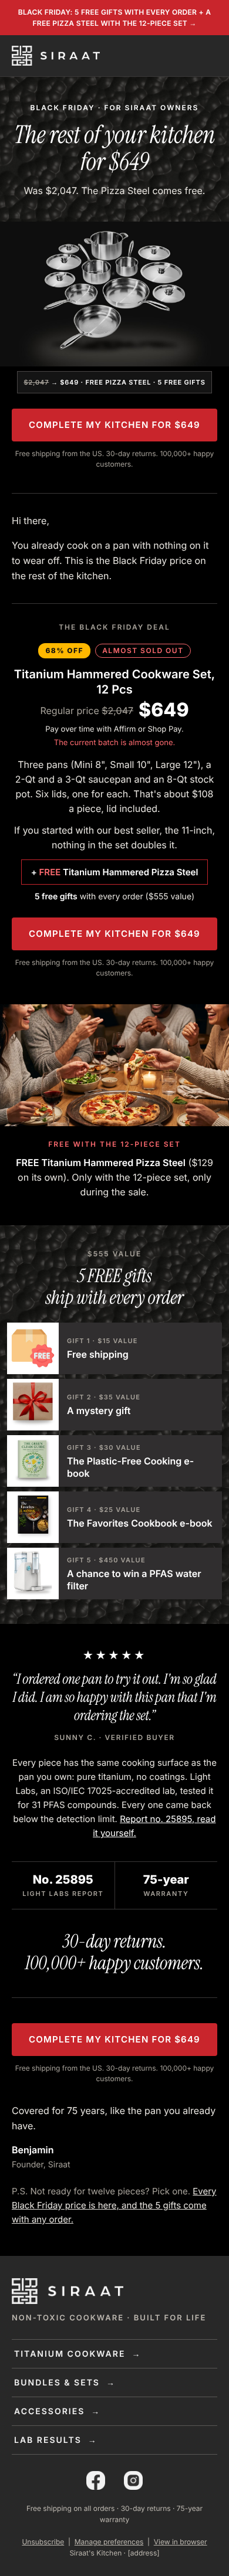 BLACK FRIDAY: 5 FREE GIFTS WITH EVERY ORDER + A
FREE PIZZA STEEL WITH THE 12-PIECE SET →
SIRAAT
BLACK FRIDAY · FOR SIRAAT OWNERS
The rest of your kitchen
for $649
Was $2,047. The Pizza Steel comes free.
$2,047 → $649 · FREE PIZZA STEEL · 5 FREE GIFTS
COMPLETE MY KITCHEN FOR $649
Free shipping from the US. 30-day returns. 100,000+ happy
customers.
Hi there,
You already cook on a pan with nothing on it
to wear off. This is the Black Friday price on
the rest of the kitchen.
THE BLACK FRIDAY DEAL
68% OFF
ALMOST SOLD OUT
Titanium Hammered Cookware Set,
12 Pcs
Regular price $2,047 $649
Pay over time with Affirm or Shop Pay.
The current batch is almost gone.
Three pans (Mini 8", Small 10", Large 12"), a
2-Qt and a 3-Qt saucepan and an 8-Qt stock
pot. Six lids, one for each. That's about $108
a piece, lid included.
If you started with our best seller, the 11-inch,
nothing in the set doubles it.
+ FREE Titanium Hammered Pizza Steel
5 free gifts with every order ($555 value)
COMPLETE MY KITCHEN FOR $649
Free shipping from the US. 30-day returns. 100,000+ happy
customers.
FREE WITH THE 12-PIECE SET
FREE Titanium Hammered Pizza Steel ($129
on its own). Only with the 12-piece set, only
during the sale.
$555 VALUE
5 FREE gifts
ship with every order
FREE
GIFT 1 · $15 VALUE
Free shipping
GIFT 2 · $35 VALUE
A mystery gift
GIFT 3 · $30 VALUE
The Plastic-Free Cooking e-
book
GIFT 4 · $25 VALUE
The Favorites Cookbook e-book
GIFT 5 · $450 VALUE
A chance to win a PFAS water
filter
★★★★★
“I ordered one pan to try it out. I’m so glad
I did. I am so happy with this pan that I’m
ordering the set.”
SUNNY C. · VERIFIED BUYER
Every piece has the same cooking surface as the
pan you own: pure titanium, no coatings. Light
Labs, an ISO/IEC 17025-accredited lab, tested it
for 31 PFAS compounds. Every one came back
below the detection limit. Report no. 25895, read
it yourself.
No. 25895
LIGHT LABS REPORT
75-year
WARRANTY
30-day returns.
100,000+ happy customers.
COMPLETE MY KITCHEN FOR $649
Free shipping from the US. 30-day returns. 100,000+ happy
customers.
Covered for 75 years, like the pan you already
have.
Benjamin
Founder, Siraat
P.S. Not ready for twelve pieces? Pick one. Every
Black Friday price is here, and the 5 gifts come
with any order.
SIRAAT
NON-TOXIC COOKWARE · BUILT FOR LIFE
TITANIUM COOKWARE →
BUNDLES & SETS →
ACCESSORIES →
LAB RESULTS →
Free shipping on all orders · 30-day returns · 75-year
warranty
Unsubscribe | Manage preferences | View in browser
Siraat's Kitchen · [address]